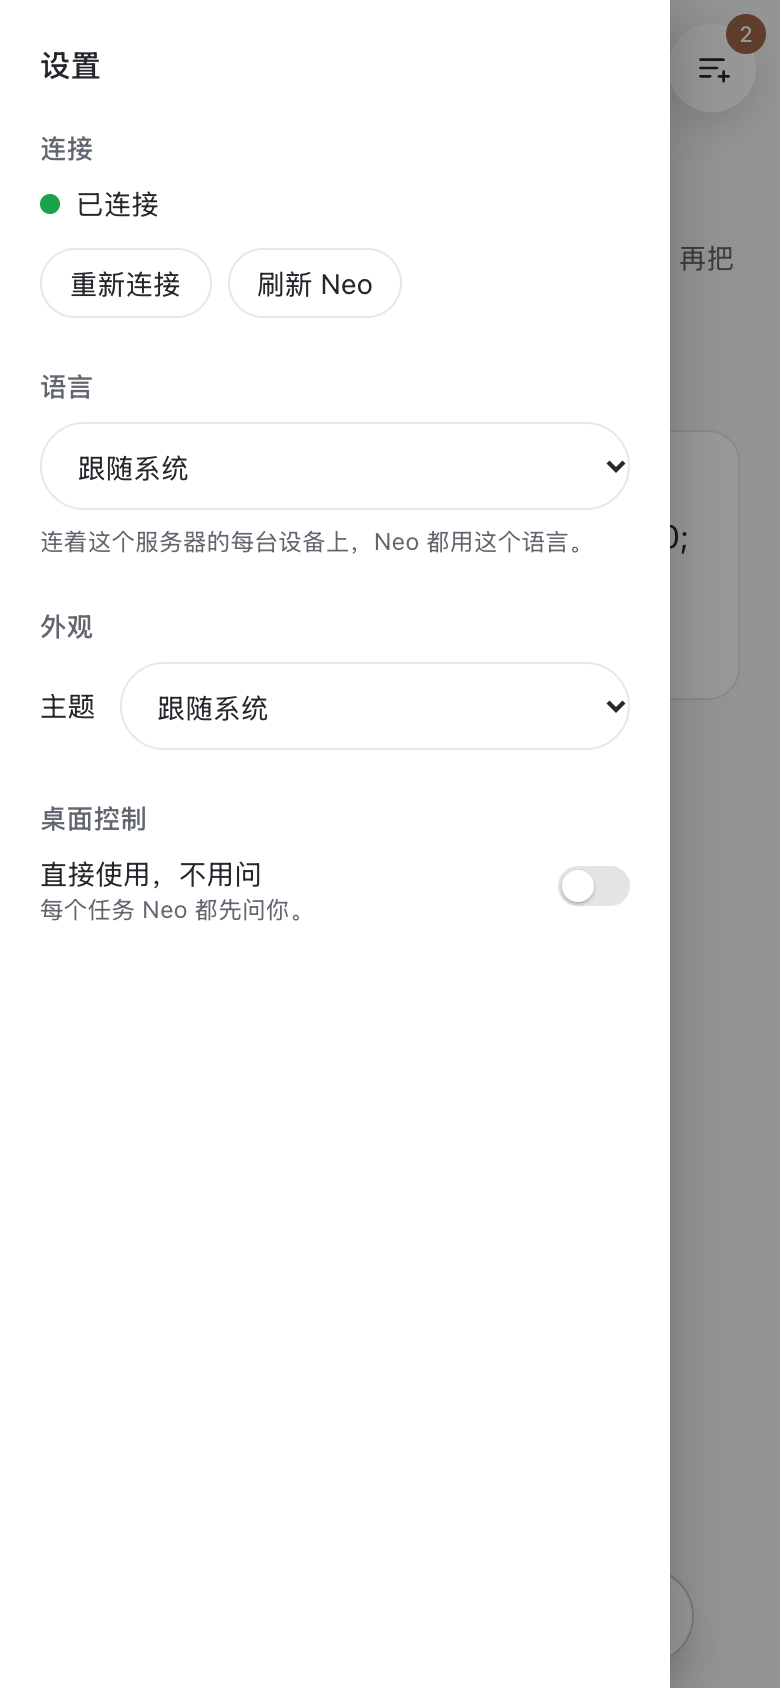 设置
2
连接
已连接
重新连接 刷新 Neo
再把
语言
跟随系统
连着这个服务器的每台设备上，Neo 都用这个语言。
0;
外观
主题 跟随系统
桌面控制
直接使用，不用问
每个任务 Neo 都先问你。